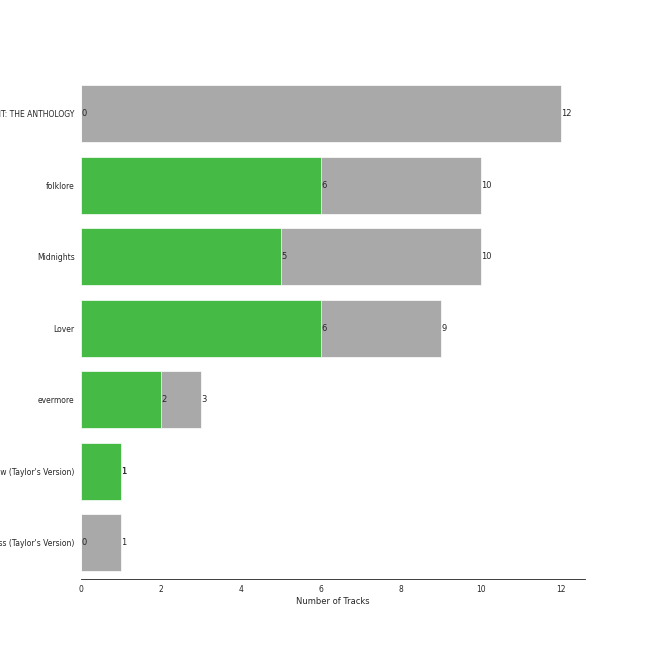 T: THE ANTHOLOGY 0 12
folklore 6 10
Midnights 5 10
Lover 6 9
evermore 2 3
w (Taylor's Version) 1
ss (Taylor's Version) 0 1
0 2 4 6 8 10 12
Number of Tracks